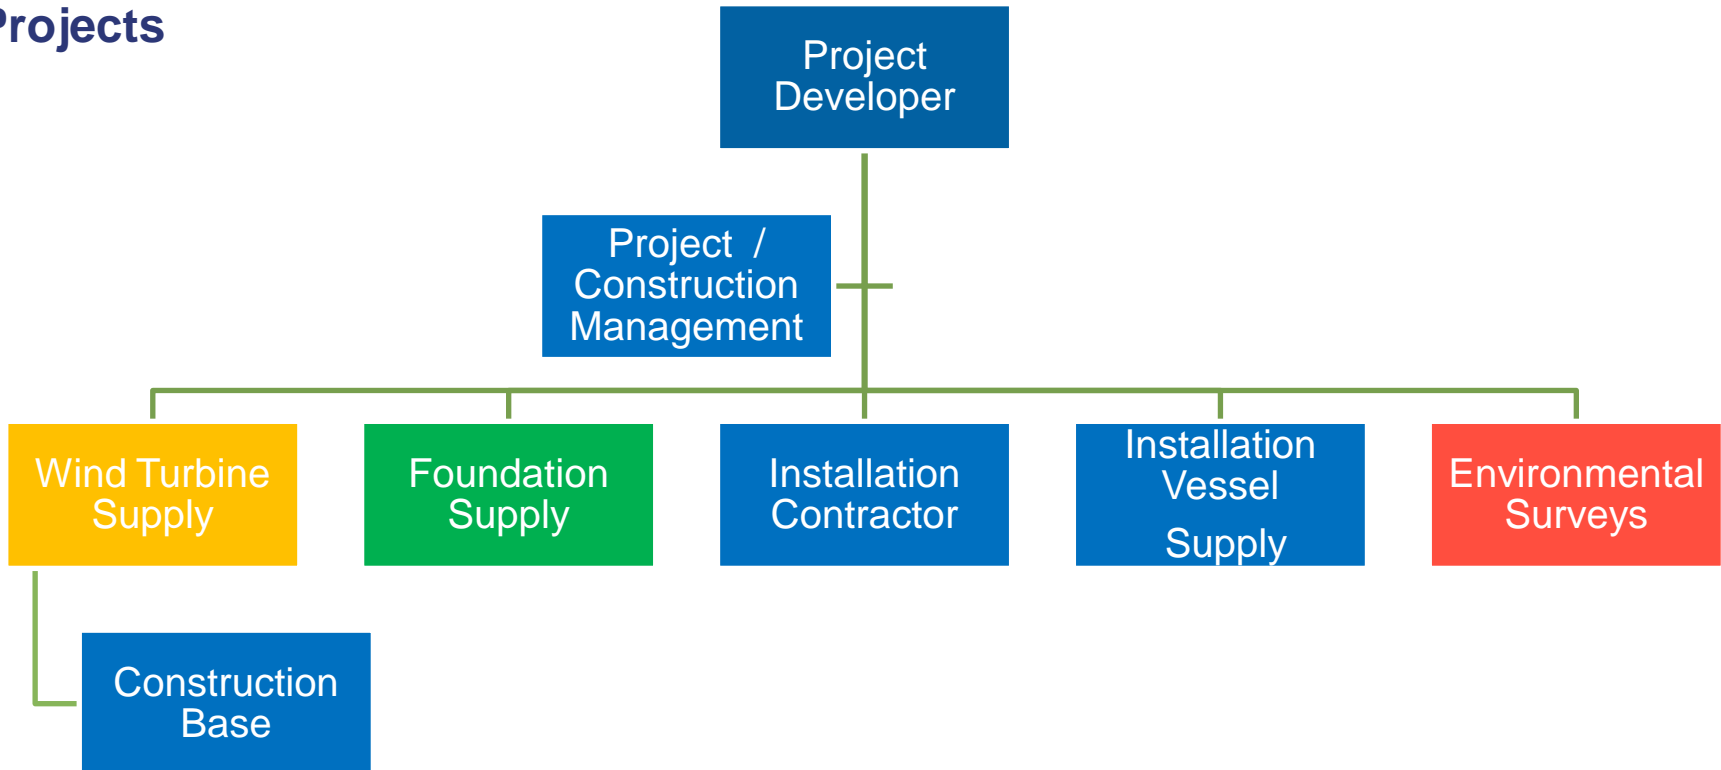 Projects
Project
Developer
Project /
Construction
Management
Wind Turbine
Supply
Foundation
Supply
Installation
Contractor
Installation
Vessel
Supply
Environmental
Surveys
Construction
Base